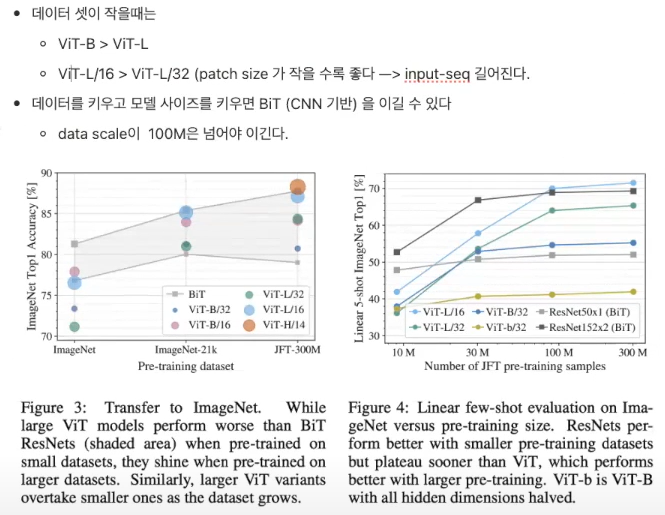 • 데이터 셋이 작을때는
○ ViT-B > ViT-L
○ ViT-L/16 > ViT-L/32 (patch size 가 작을 수록 좋다 —> input-seq 길어진다.
• 데이터를 키우고 모델 사이즈를 키우면 BiT (CNN 기반) 을 이길 수 있다
○ data scale이 100M은 넘어야 이긴다.
ImageNet Top1 Accuracy [%]
90
85
80
75
70
BiT
ViT-B/32
ViT-B/16
ViT-L/32
ViT-L/16
ViT-H/14
ImageNet
ImageNet-21k
JFT-300M
Pre-training dataset
Linear 5-shot ImageNet Top1 [%]
70
60
50
40
30
ViT-L/16
ViT-L/32
ViT-B/32
ViT-b/32
ResNet50x1 (BiT)
ResNet152x2 (BiT)
10 M
30 M
100 M
300 M
Number of JFT pre-training samples
Figure 3: Transfer to ImageNet. While
large ViT models perform worse than BiT
ResNets (shaded area) when pre-trained on
small datasets, they shine when pre-trained on
larger datasets. Similarly, larger ViT variants
overtake smaller ones as the dataset grows.
Figure 4: Linear few-shot evaluation on Ima-
geNet versus pre-training size. ResNets per-
form better with smaller pre-training datasets
but plateau sooner than ViT, which performs
better with larger pre-training. ViT-b is ViT-B
with all hidden dimensions halved.